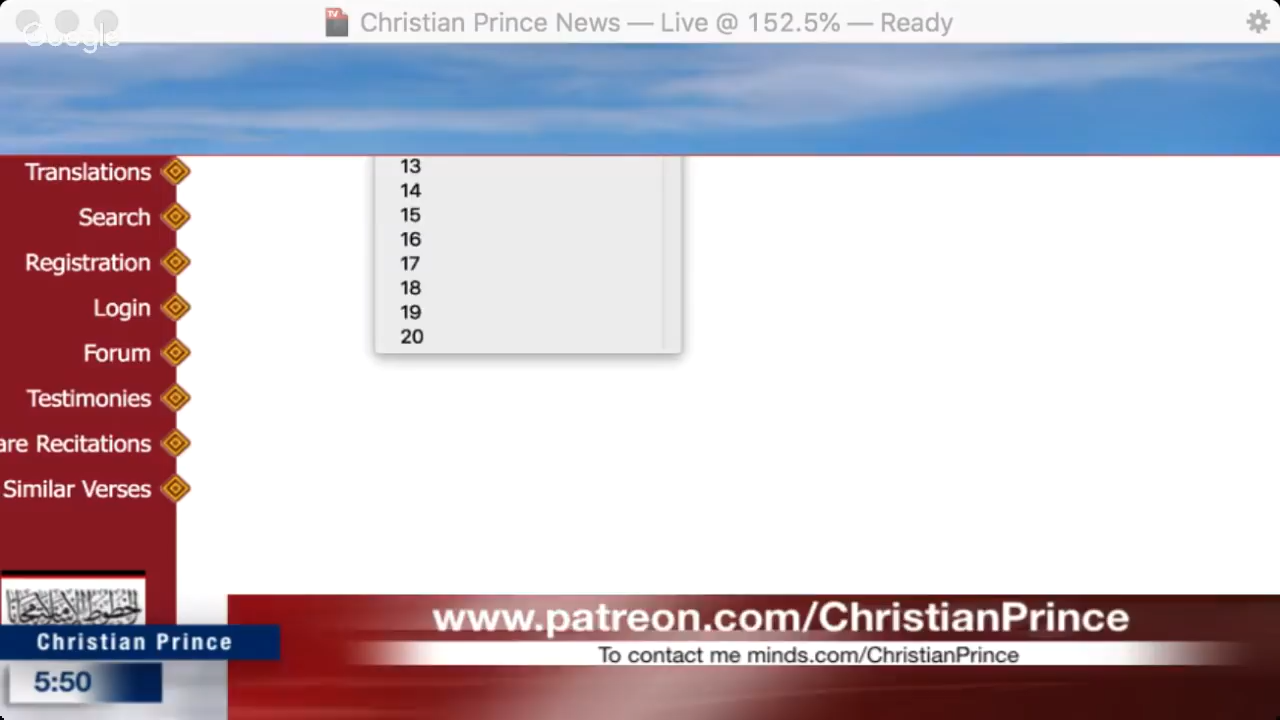 Christian Prince News — Live @ 152.5% — Ready
Google
Translations
Search
Registration
Login
Forum
Testimonies
are Recitations
Similar Verses
13
14
15
16
17
18
19
20
www.patreon.com/ChristianPrince
To contact me minds.com/ChristianPrince
Christian Prince
5:50